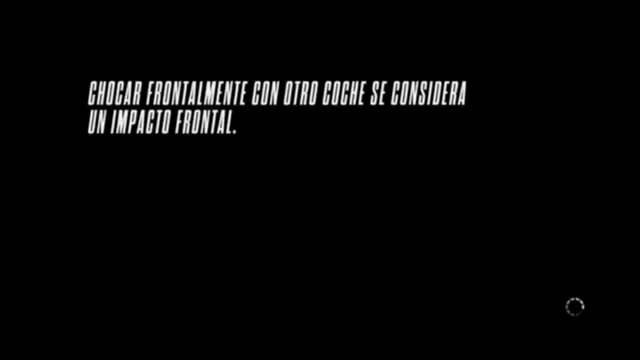 CHOCAR FRONTALMENTE CON OTRO COCHE SE CONSIDERA
UN IMPACTO FRONTAL.